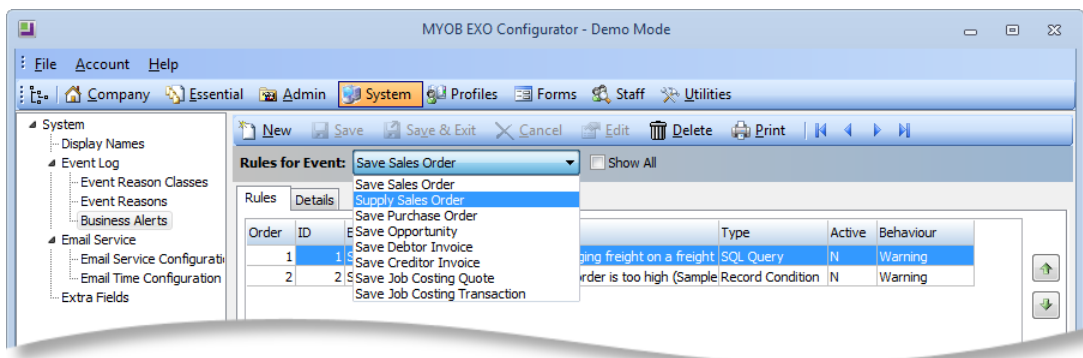 MYOB EXO Configurator - Demo Mode
File Account Help
Company Essential Admin System Profiles Forms Staff Utilities
System
Display Names
Event Log
Event Reason Classes
Event Reasons
Business Alerts
Email Service
Email Service Configurati
Email Time Configuration
Extra Fields
New Save Save & Exit Cancel Edit Delete Print
Rules for Event: Save Sales Order Show All
Save Sales Order
Supply Sales Order
Save Purchase Order
Save Opportunity
Save Debtor Invoice
Save Creditor Invoice
Save Job Costing Quote
Save Job Costing Transaction
Rules Details
Order ID E Type Active Behaviour
1 1 S ging freight on a freight SQL Query N Warning
2 2 S order is too high (Sample Record Condition N Warning